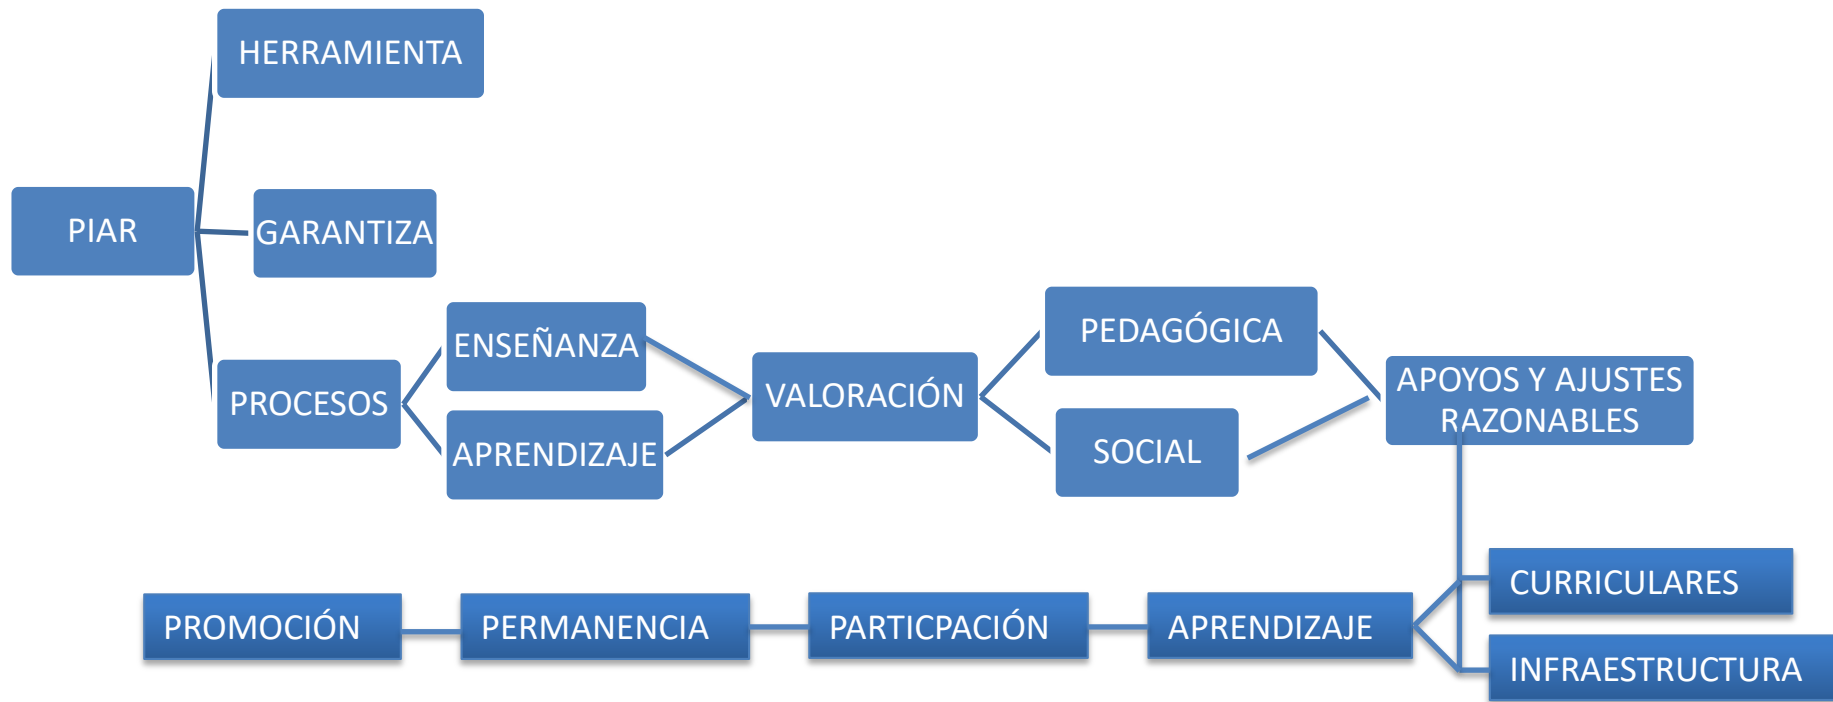 HERRAMIENTA
PIAR
GARANTIZA
PROCESOS
ENSEÑANZA
APRENDIZAJE
VALORACIÓN
PEDAGÓGICA
SOCIAL
APOYOS Y AJUSTES
RAZONABLES
CURRICULARES
INFRAESTRUCTURA
APRENDIZAJE
PARTICPACIÓN
PERMANENCIA
PROMOCIÓN